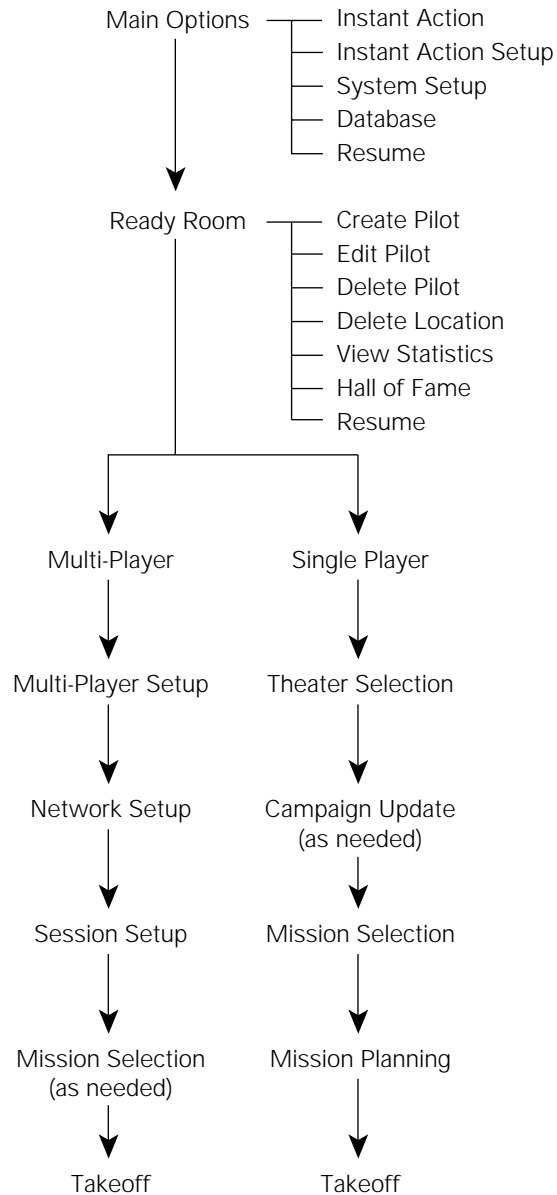 Main Options
Instant Action
Instant Action Setup
System Setup
Database
Resume
Ready Room
Create Pilot
Edit Pilot
Delete Pilot
Delete Location
View Statistics
Hall of Fame
Resume
Multi-Player
Single Player
Multi-Player Setup
Theater Selection
Network Setup
Campaign Update
(as needed)
Session Setup
Mission Selection
Mission Selection
(as needed)
Mission Planning
Takeoff
Takeoff